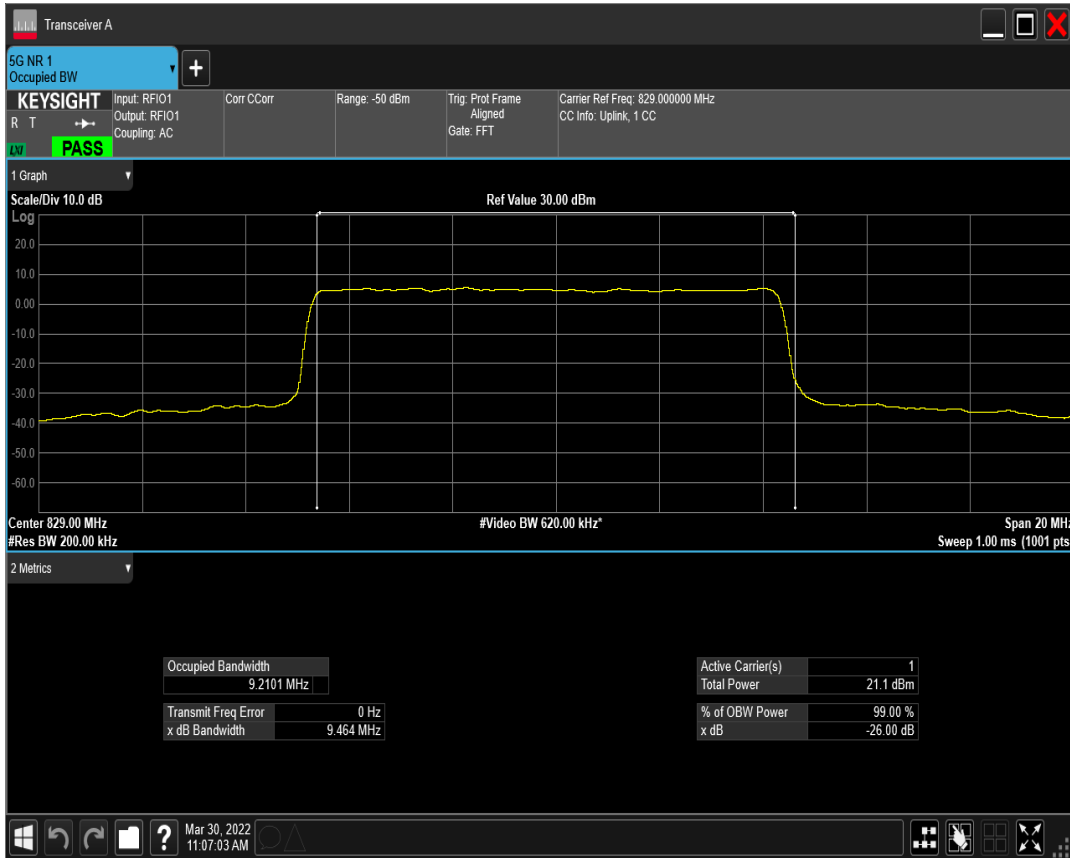 Transceiver A
5G NR 1
Occupied BW
+
KEYSIGHT
R T
LXI
PASS
Input: RFIO1
Output: RFIO1
Coupling: AC
Corr CCorr
Range: -50 dBm
Trig: Prot Frame
Aligned
Gate: FFT
Carrier Ref Freq: 829.000000 MHz
CC Info: Uplink, 1 CC
1 Graph
Scale/Div 10.0 dB
Ref Value 30.00 dBm
Log
20.0
10.0
0.00
-10.0
-20.0
-30.0
-40.0
-50.0
-60.0
Center 829.00 MHz
#Video BW 620.00 kHz*
Span 20 MHz
#Res BW 200.00 kHz
Sweep 1.00 ms (1001 pts
2 Metrics
Occupied Bandwidth
9.2101 MHz
Transmit Freq Error 0 Hz
x dB Bandwidth 9.464 MHz
Active Carrier(s) 1
Total Power 21.1 dBm
% of OBW Power 99.00 %
x dB -26.00 dB
?
Mar 30, 2022
11:07:03 AM